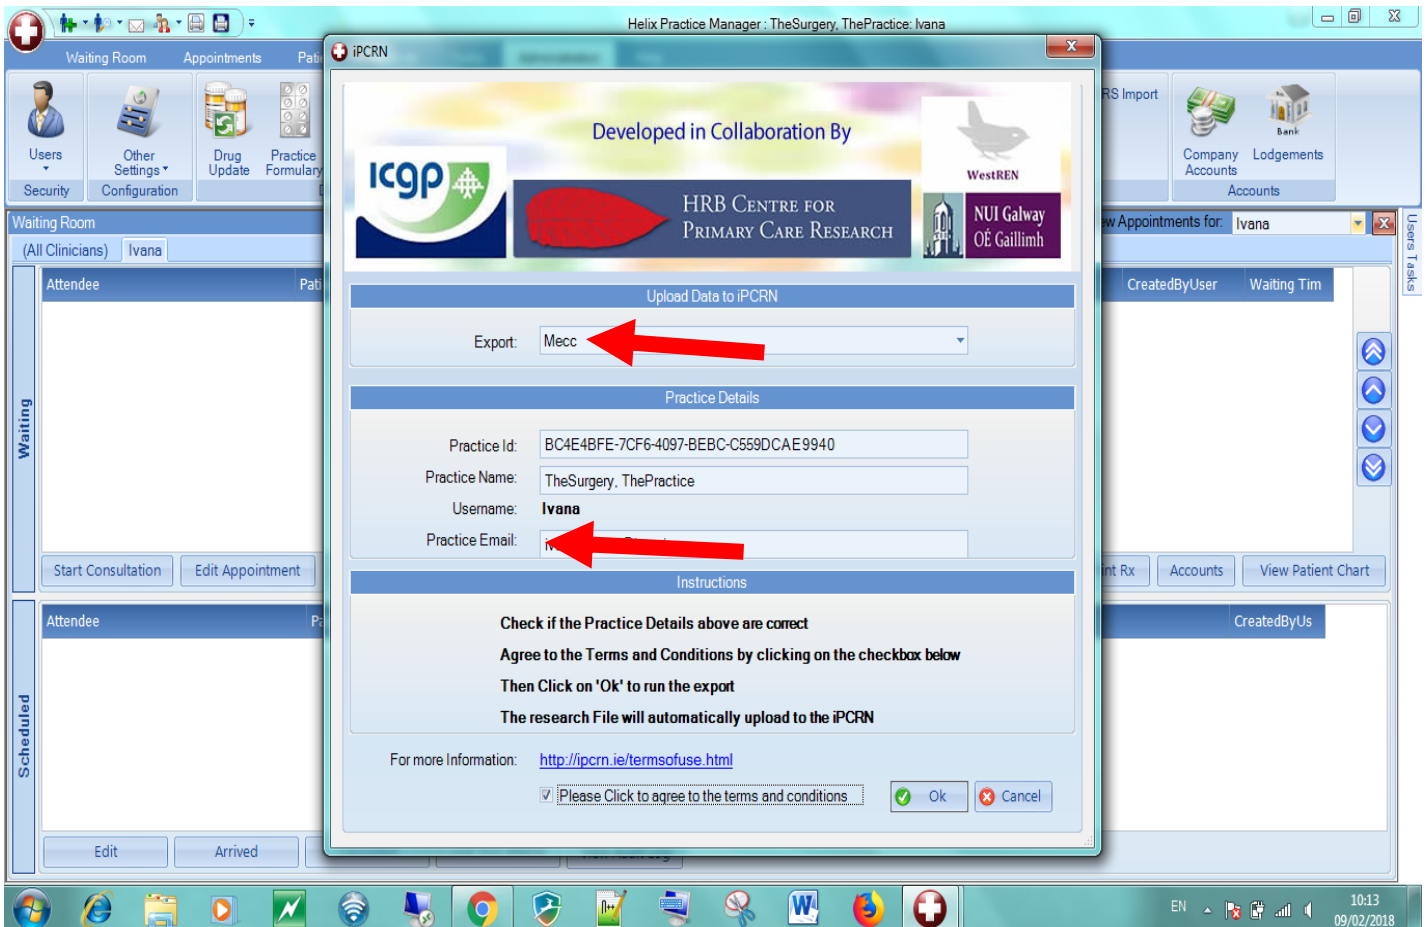 Helix Practice Manager : TheSurgery, ThePractice: Ivana
Waiting Room
Appointments
iPCRN
Users
Security
Other
Settings
Configuration
Drug
Update
Practice
Formulary
RS Import
Company
Accounts
Bank
Lodgements
Accounts
Developed in Collaboration By
ICGP
WestREN
HRB CENTRE FOR
PRIMARY CARE RESEARCH
NUI Galway
OÉ Gaillimh
Waiting Room
Appointments for:
Ivana
Users Tasks
(All Clinicians)
Ivana
Attendee
CreatedByUser
Waiting Tim
Upload Data to iPCRN
Export:
Mecc
Practice Details
Practice Id:
BC4E4BFE-7CF6-4097-BEBC-C559DCAE9940
Practice Name:
TheSurgery, ThePractice
Username:
Ivana
Practice Email:
Waiting
Start Consultation
Edit Appointment
Rx
Accounts
View Patient Chart
Instructions
Check if the Practice Details above are correct
Agree to the Terms and Conditions by clicking on the checkbox below
Then Click on 'Ok' to run the export
The research File will automatically upload to the iPCRN
Attendee
CreatedByUs
Scheduled
For more Information:
http://ipcrn.ie/termsofuse.html
Please Click to agree to the terms and conditions
Ok
Cancel
Edit
Arrived
EN
10:13
09/02/2018